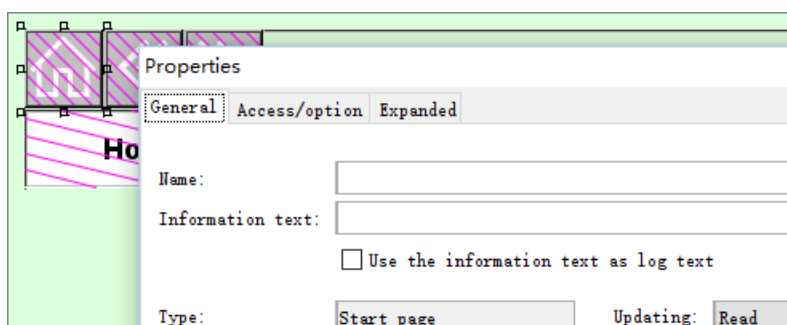 Properties
General Access/option Expanded
Ho
Name:
Information text:
Use the information text as log text
Type: Start page Updating: Read